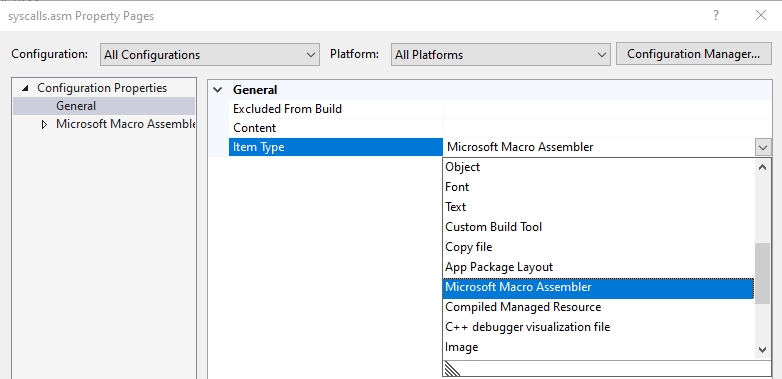 syscalls.asm Property Pages
Configuration: All Configurations Platform: All Platforms Configuration Manager...
Configuration Properties
General
Microsoft Macro Assemble
General
Excluded From Build
Content
Item Type Microsoft Macro Assembler
Object
Font
Text
Custom Build Tool
Copy file
App Package Layout
Microsoft Macro Assembler
Compiled Managed Resource
C++ debugger visualization file
Image